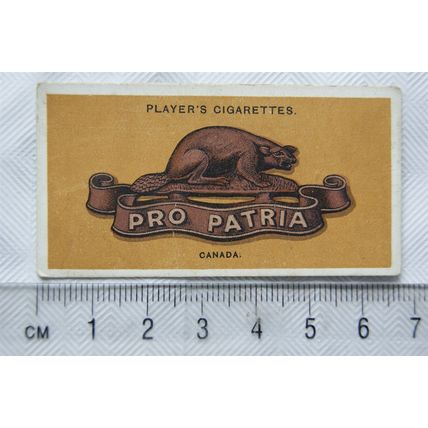 PLAYER'S CIGARETTES.
PRO PATRIA
CANADA.
CM 1 2 3 4 5 6 7